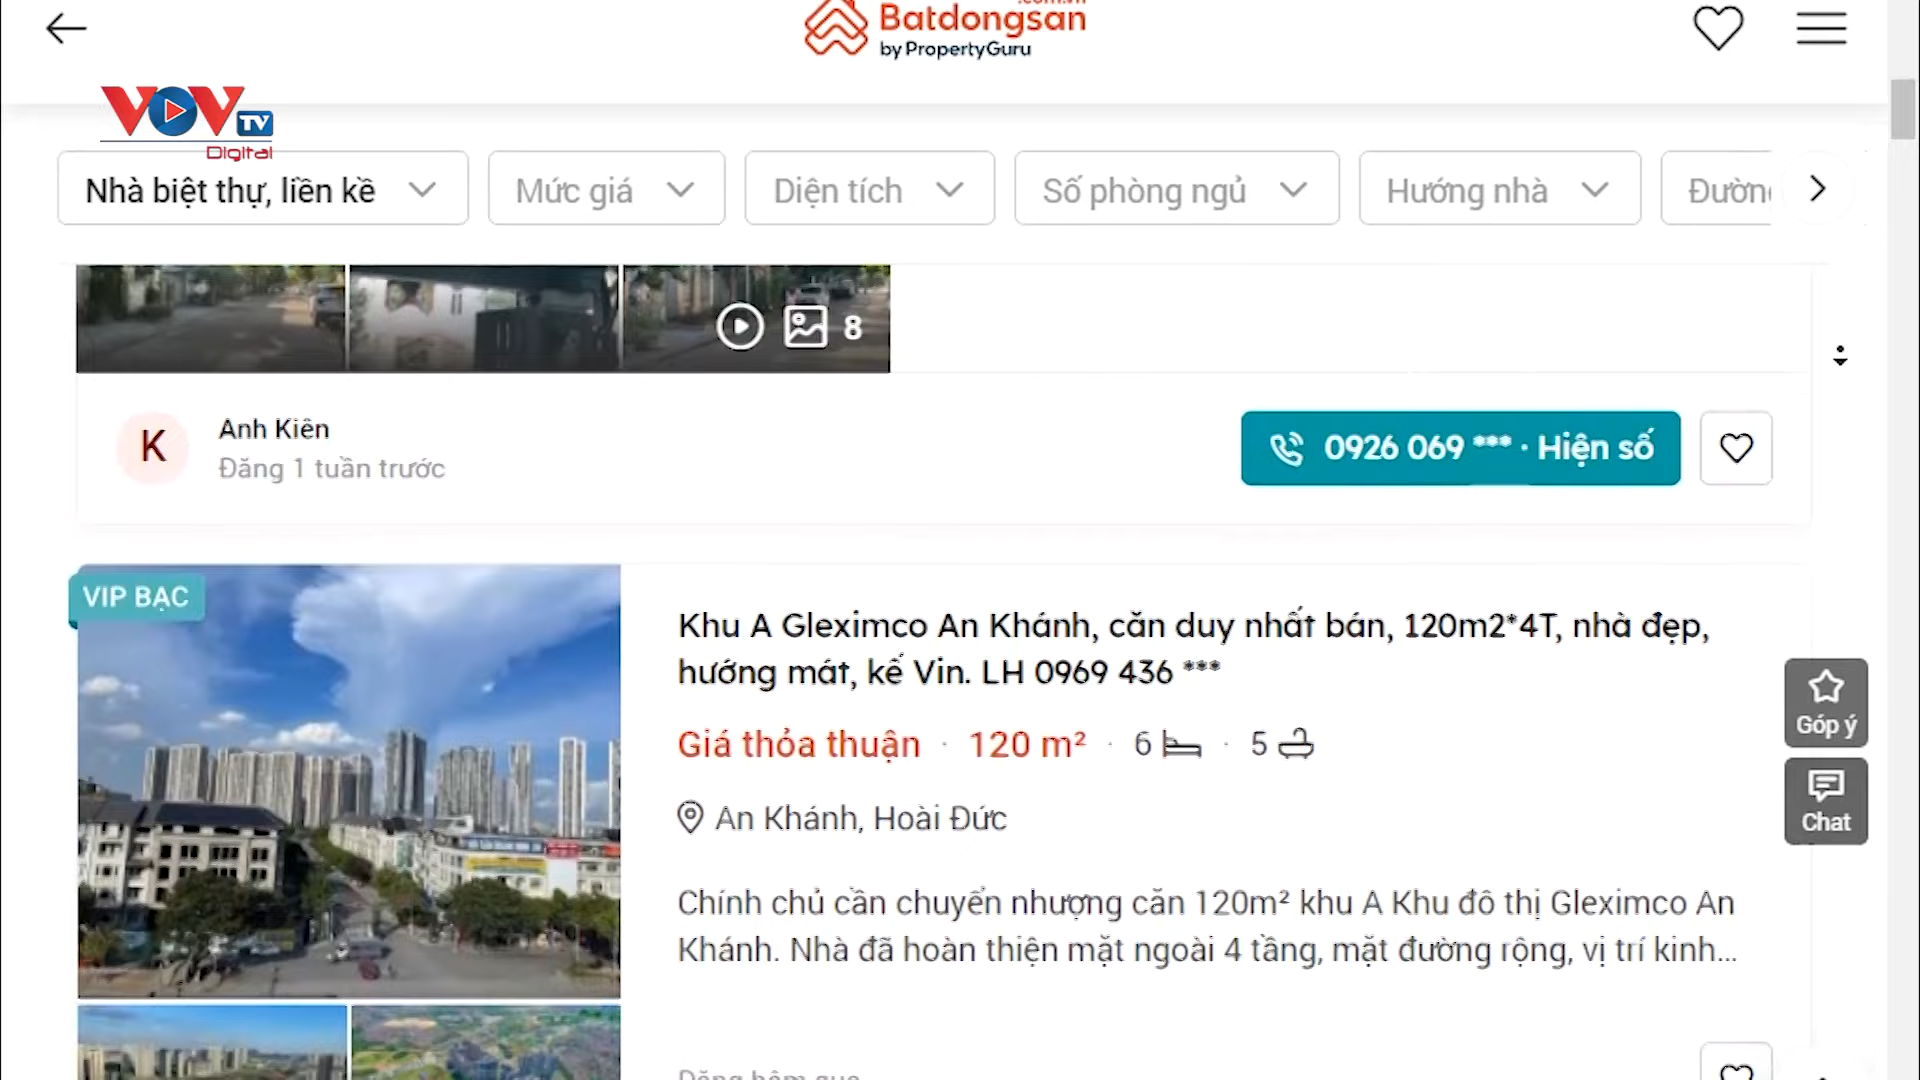 Batdongsan
by PropertyGuru
VOV TV
Digital
Nhà biệt thự, liền kề
Mức giá
Diện tích
Số phòng ngủ
Hướng nhà
8
K
Anh Kiên
Đăng 1 tuần trước
0926 069 *** · Hiện số
VIP BẠC
Khu A Gleximco An Khánh, căn duy nhất bán, 120m2*4T, nhà đẹp,
hướng mát, kế Vin. LH 0969 436 ***
Giá thỏa thuận · 120 m² · 6 · 5
An Khánh, Hoài Đức
Góp ý
Chat
Chính chủ cần chuyển nhượng căn 120m² khu A Khu đô thị Gleximco An
Khánh. Nhà đã hoàn thiện mặt ngoài 4 tầng, mặt đường rộng, vị trí kinh...